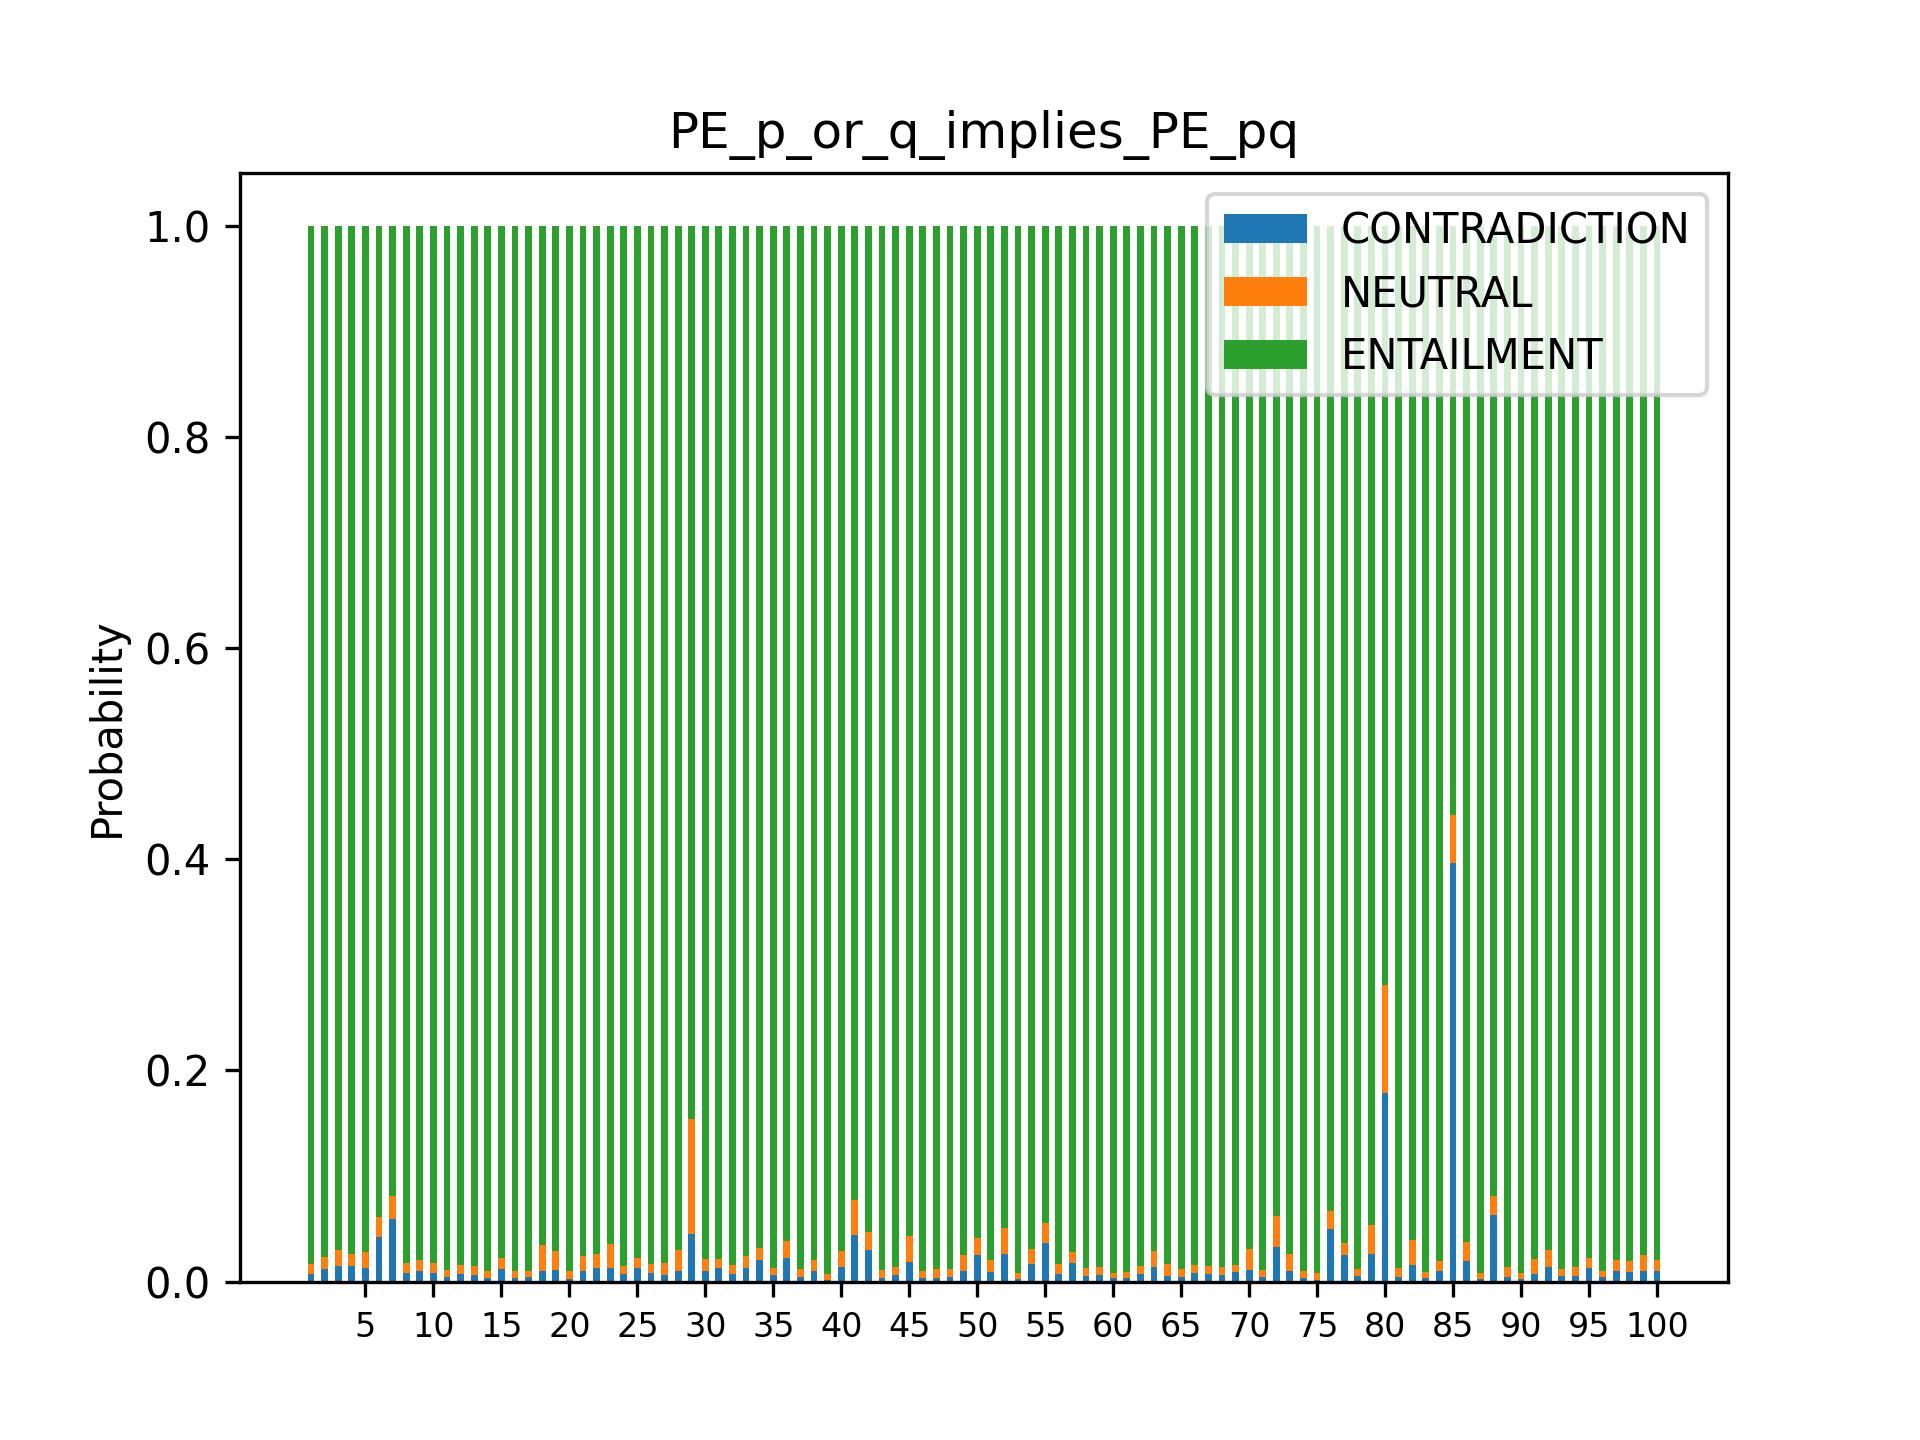 PE_p_or_q_implies_PE_pq
CONTRADICTION
NEUTRAL
ENTAILMENT
Probability
1.0
0.8
0.6
0.4
0.2
0.0
5 10 15 20 25 30 35 40 45 50 55 60 65 70 75 80 85 90 95 100